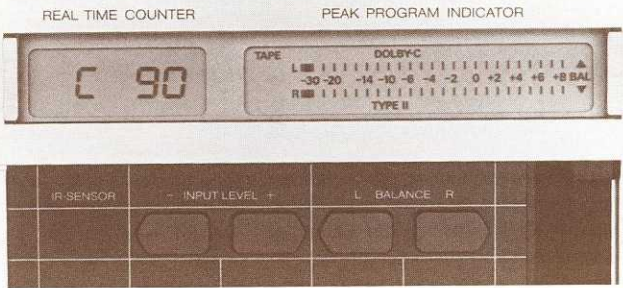 REAL TIME COUNTER PEAK PROGRAM INDICATOR
TAPE DOLBY-C
L
C 90
-30 -20 -14 -10 -6 -4 -2 0 +2 +4 +6 +8 BAL
R
TYPE II
IR-SENSOR - INPUT LEVEL + L BALANCE R